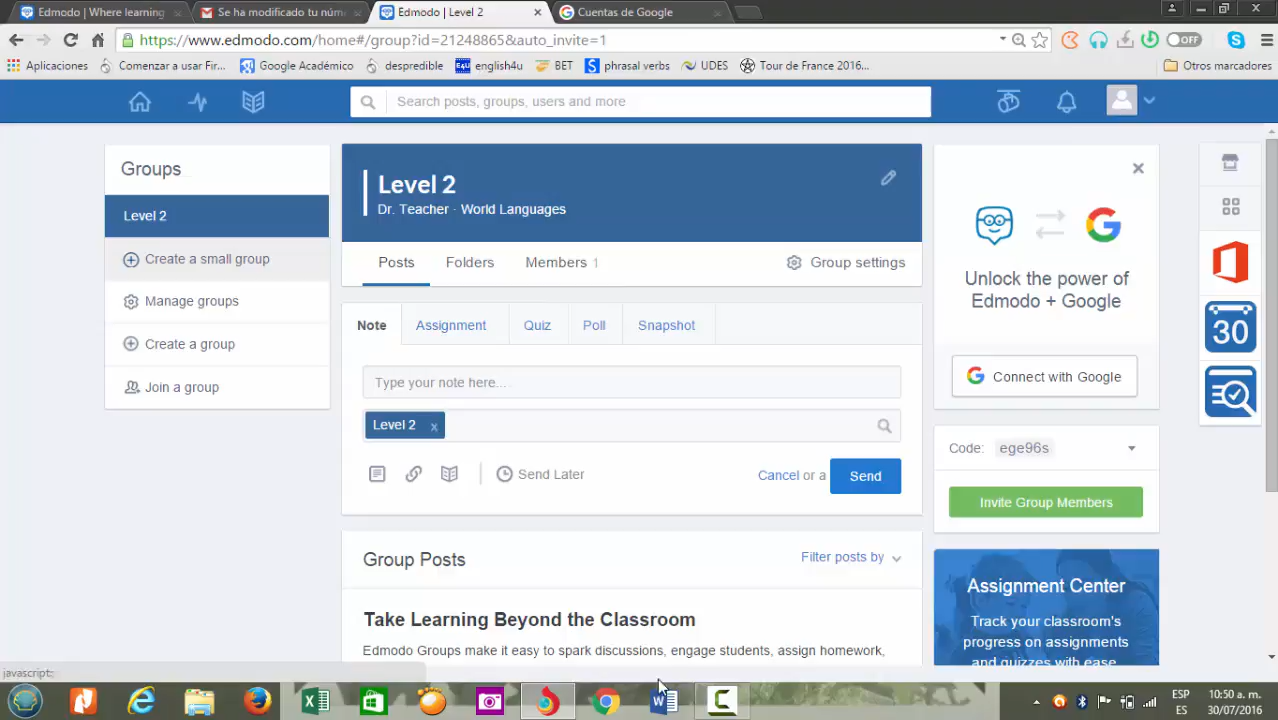 Edmodo | Where learning
Se ha modificado tu núm
Edmodo | Level 2
Cuentas de Google
https://www.edmodo.com/home#/group?id=21248865&auto_invite=1
OFF
Aplicaciones
Comenzar a usar Fir...
Google Académico
despredible
E4U
english4u
BET
S
phrasal verbs
UDES
Tour de France 2016...
Otros marcadores
Search posts, groups, users and more
Groups
Level 2
Create a small group
Manage groups
Create a group
Join a group
Level 2
Dr. Teacher · World Languages
Posts
Folders
Members 1
Group settings
Note
Assignment
Quiz
Poll
Snapshot
Type your note here...
Level 2 x
Send Later
Cancel or a
Send
Group Posts
Filter posts by
Take Learning Beyond the Classroom
Edmodo Groups make it easy to spark discussions, engage students, assign homework,
Unlock the power of
Edmodo + Google
Connect with Google
Code: ege96s
Invite Group Members
Assignment Center
Track your classroom's
progress on assignments
and quizzes with ease
30
javascript:
ESP
ES
10:50 a. m.
30/07/2016